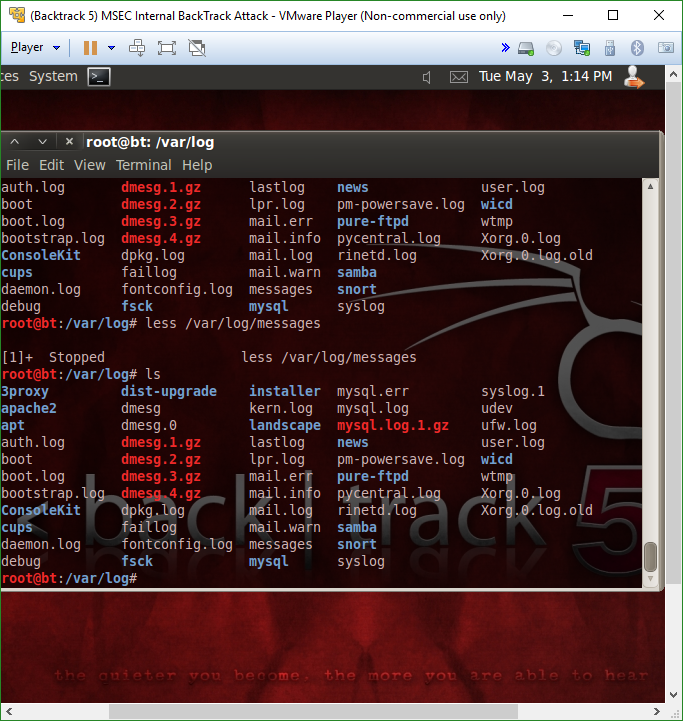 (Backtrack 5) MSEC Internal BackTrack Attack - VMware Player (Non-commercial use only)
Player
ces System Tue May 3, 1:14 PM
root@bt: /var/log
File Edit View Terminal Help
auth.log dmesg.1.gz lastlog news user.log
boot dmesg.2.gz lpr.log pm-powersave.log wicd
boot.log dmesg.3.gz mail.err pure-ftpd wtmp
bootstrap.log dmesg.4.gz mail.info pycentral.log Xorg.0.log
ConsoleKit dpkg.log mail.log rinetd.log Xorg.0.log.old
cups faillog mail.warn samba
daemon.log fontconfig.log messages snort
debug fsck mysql syslog
root@bt:/var/log# less /var/log/messages
[1]+ Stopped less /var/log/messages
root@bt:/var/log# ls
3proxy dist-upgrade installer mysql.err syslog.1
apache2 dmesg kern.log mysql.log udev
apt dmesg.0 landscape mysql.log.1.gz ufw.log
auth.log dmesg.1.gz lastlog news user.log
boot dmesg.2.gz lpr.log pm-powersave.log wicd
boot.log dmesg.3.gz mail.err pure-ftpd wtmp
bootstrap.log dmesg.4.gz mail.info pycentral.log Xorg.0.log
ConsoleKit dpkg.log mail.log rinetd.log Xorg.0.log.old
cups faillog mail.warn samba
daemon.log fontconfig.log messages snort
debug fsck mysql syslog
root@bt:/var/log#
< back | track 5
the quieter you become, the more you are able to hear